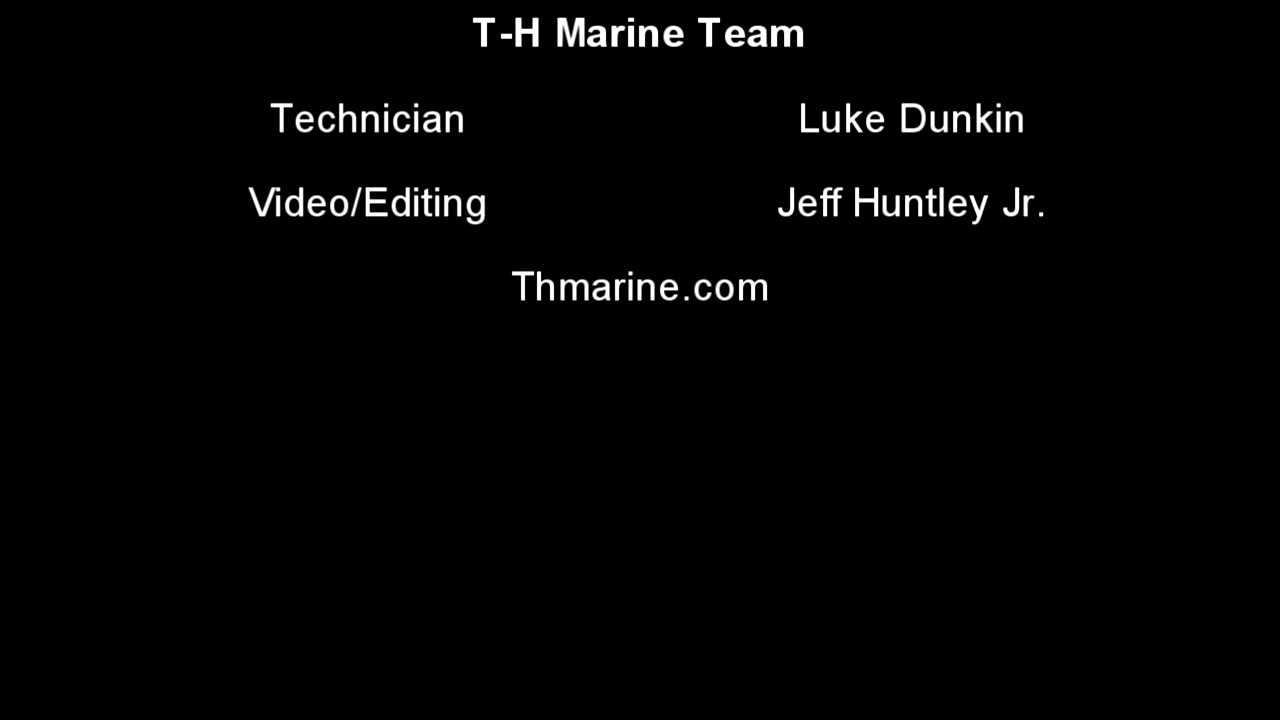 T-H Marine Team
Technician Luke Dunkin
Video/Editing Jeff Huntley Jr.
Thmarine.com